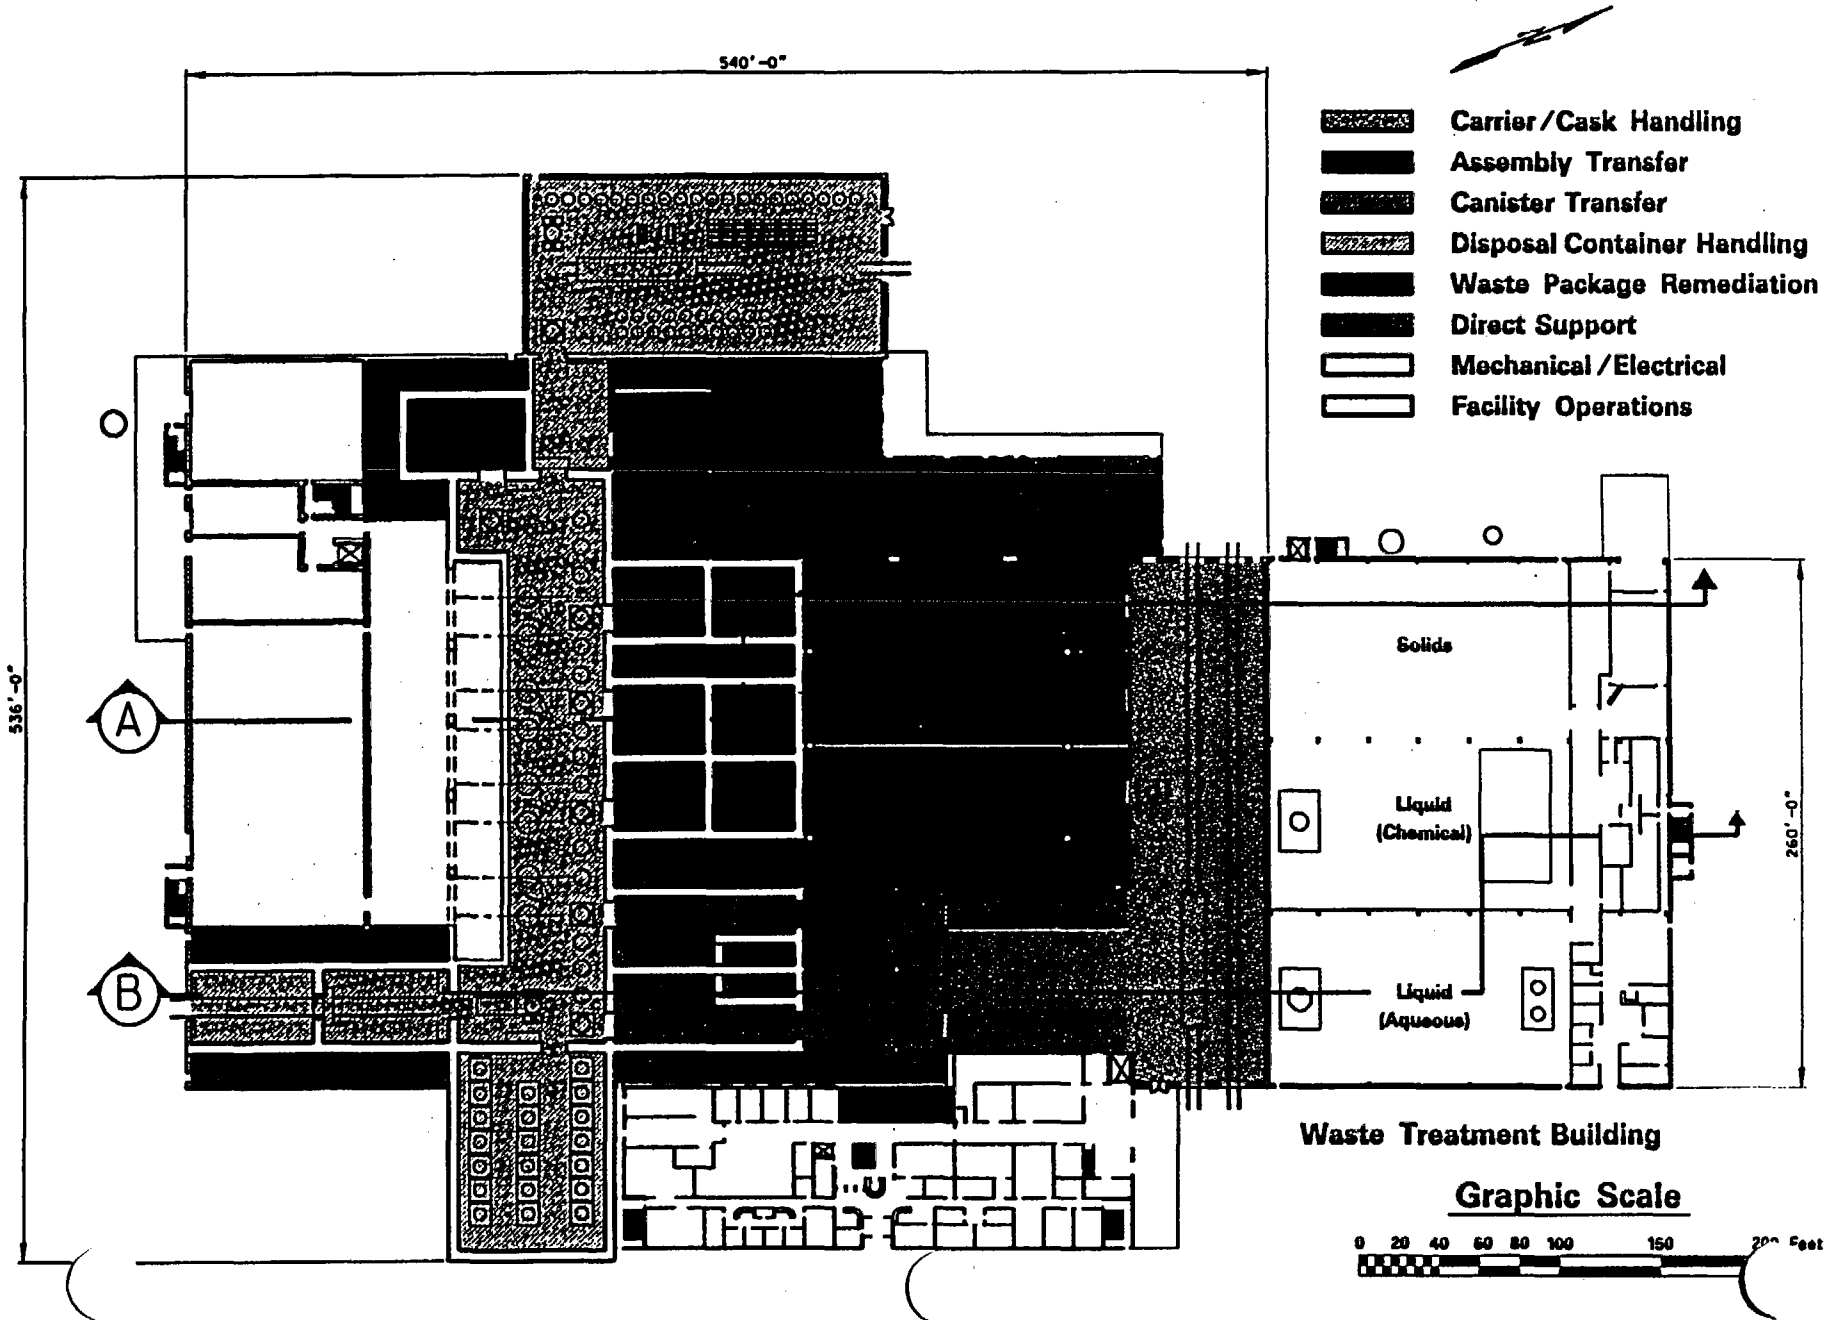 N
540'-0"
Carrier/Cask Handling
Assembly Transfer
Canister Transfer
Disposal Container Handling
Waste Package Remediation
Direct Support
Mechanical/Electrical
Facility Operations
536'-0"
Solids
A
Liquid
(Chemical)
260'-0"
B
Liquid
(Aqueous)
Waste Treatment Building
Graphic Scale
0 20 40 60 80 100 150 200 Feet